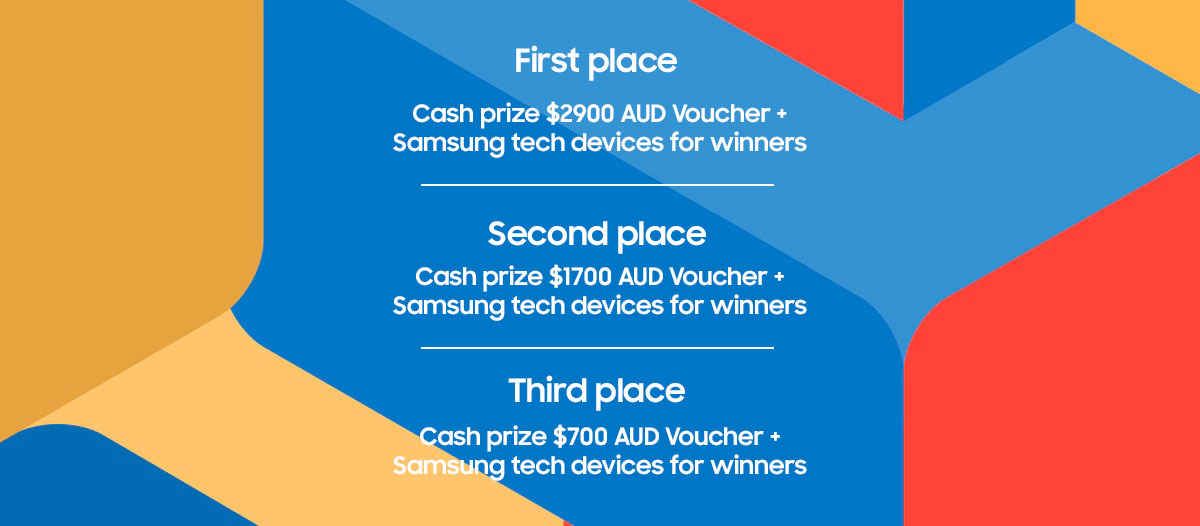 First place
Cash prize $2900 AUD Voucher +
Samsung tech devices for winners
Second place
Cash prize $1700 AUD Voucher +
Samsung tech devices for winners
Third place
Cash prize $700 AUD Voucher +
Samsung tech devices for winners